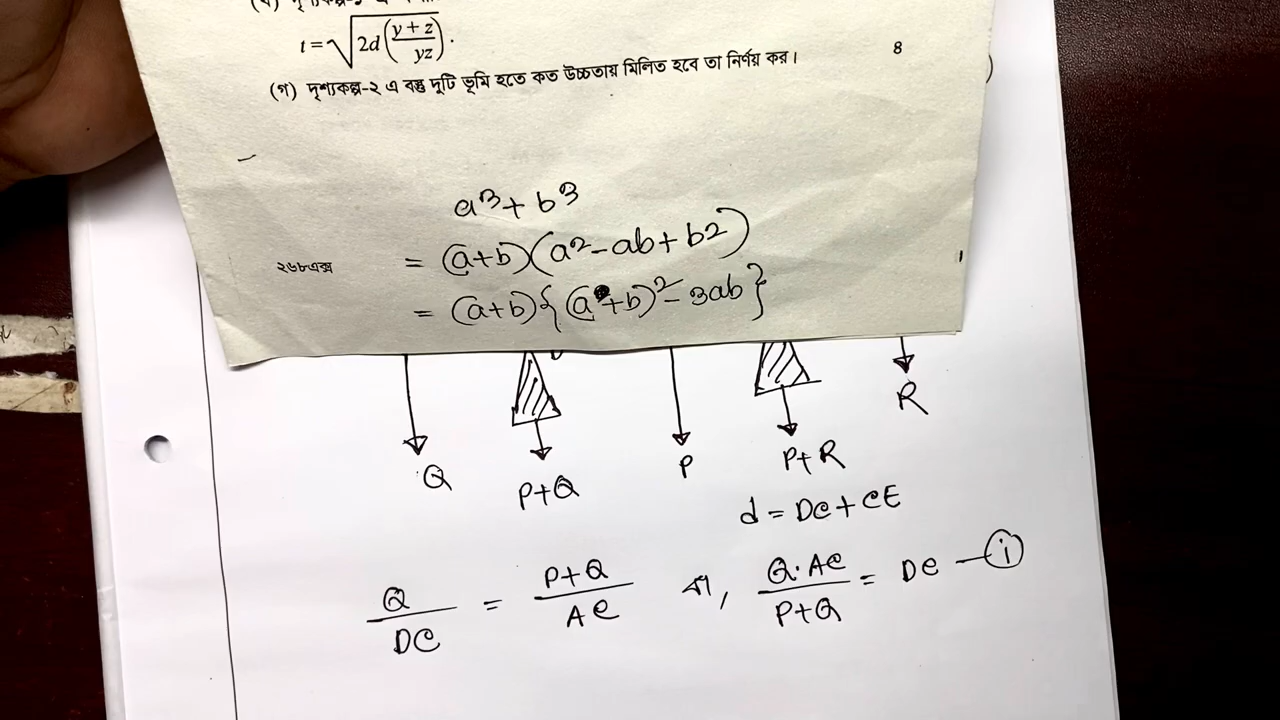 t = √2d(y + z / yz).
(গ) দৃশ্যকল্প-২ এ বস্তু দুটি ভূমি হতে কত উচ্চতায় মিলিত হবে তা নির্ণয় কর। 8
a³ + b³
২৬৮এক্স = (a+b)(a² - ab + b2)
= (a+b){(a+b)² - 3ab}
R
Q P+Q P P+R
d = DC + CE
Q / DC = P+Q / AC বা, Q·AC / P+Q = DC — (i)